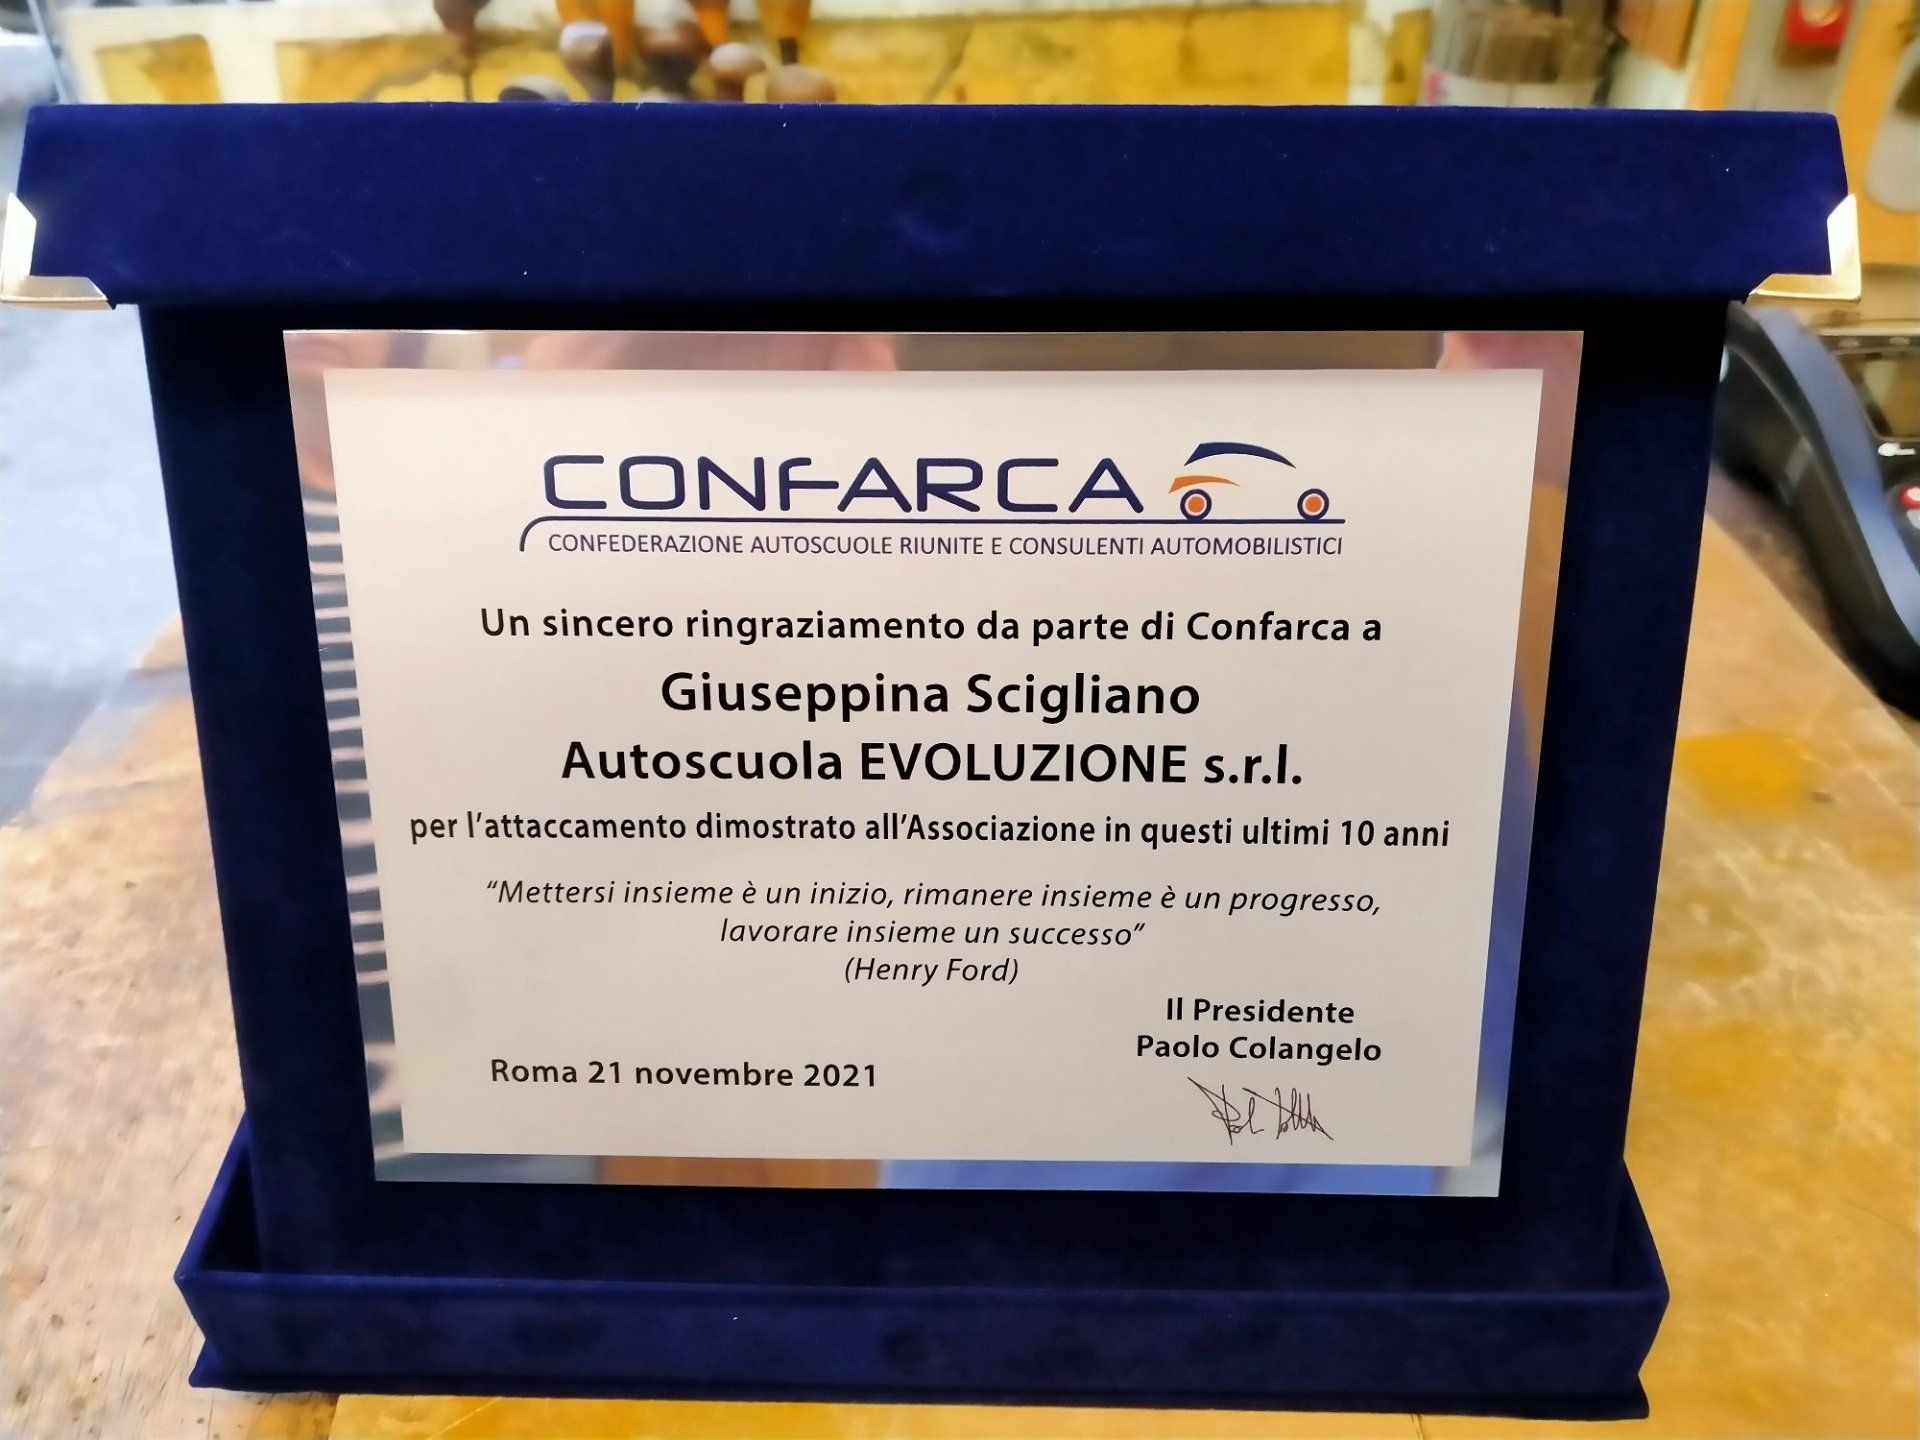 CONFARCA
CONFEDERAZIONE AUTOSCUOLE RIUNITE E CONSULENTI AUTOMOBILISTICI
Un sincero ringraziamento da parte di Confarca a
Giuseppina Scigliano
Autoscuola EVOLUZIONE s.r.l.
per l'attaccamento dimostrato all'Associazione in questi ultimi 10 anni
“Mettersi insieme è un inizio, rimanere insieme è un progresso,
lavorare insieme un successo”
(Henry Ford)
Il Presidente
Paolo Colangelo
Roma 21 novembre 2021